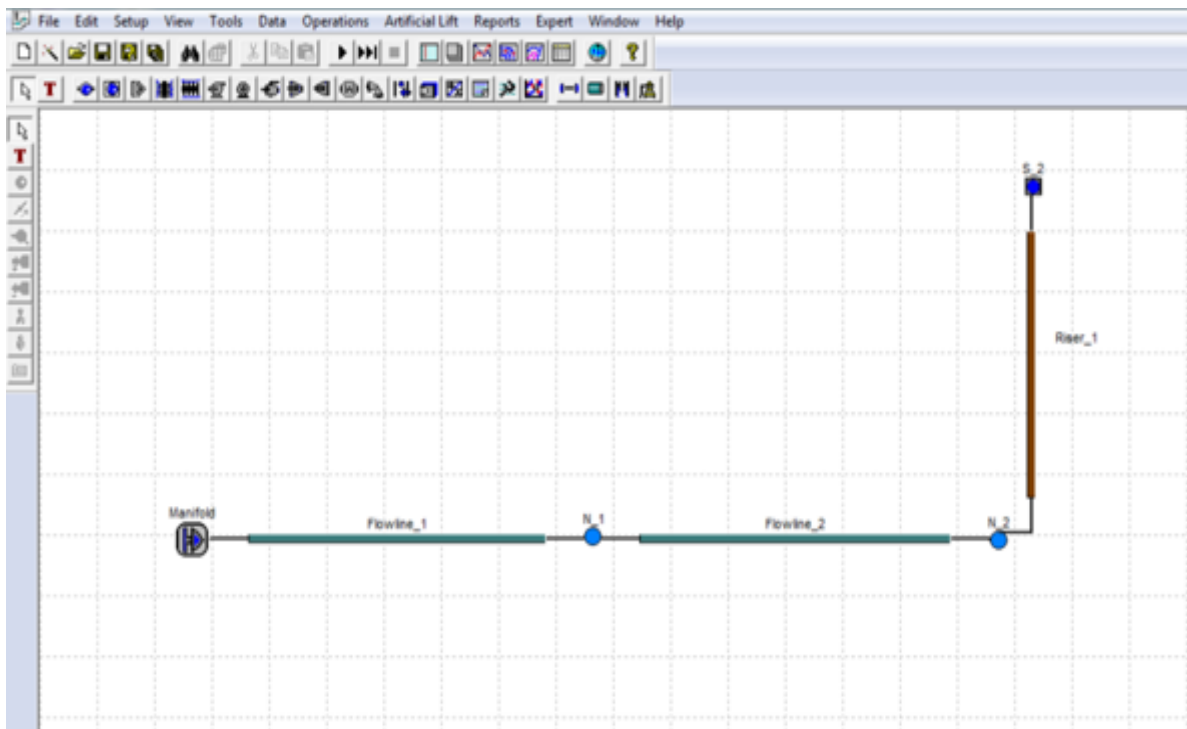 File Edit Setup View Tools Data Operations Artificial Lift Reports Expert Window Help
T
T
S_2
Riser_1
Manifold
Flowline_1
N_1
Flowline_2
N_2